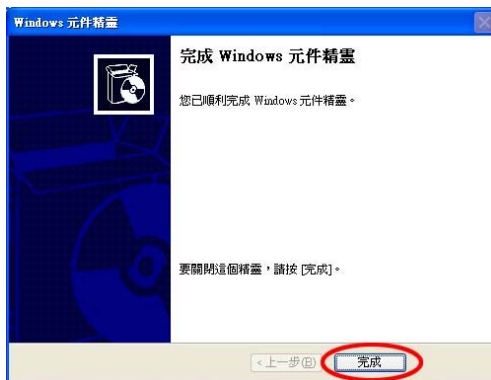 Windows 元件精靈
完成 Windows 元件精靈
您已順利完成 Windows 元件精靈。
要關閉這個精靈，請按 [完成]。
<上一步(B)
完成